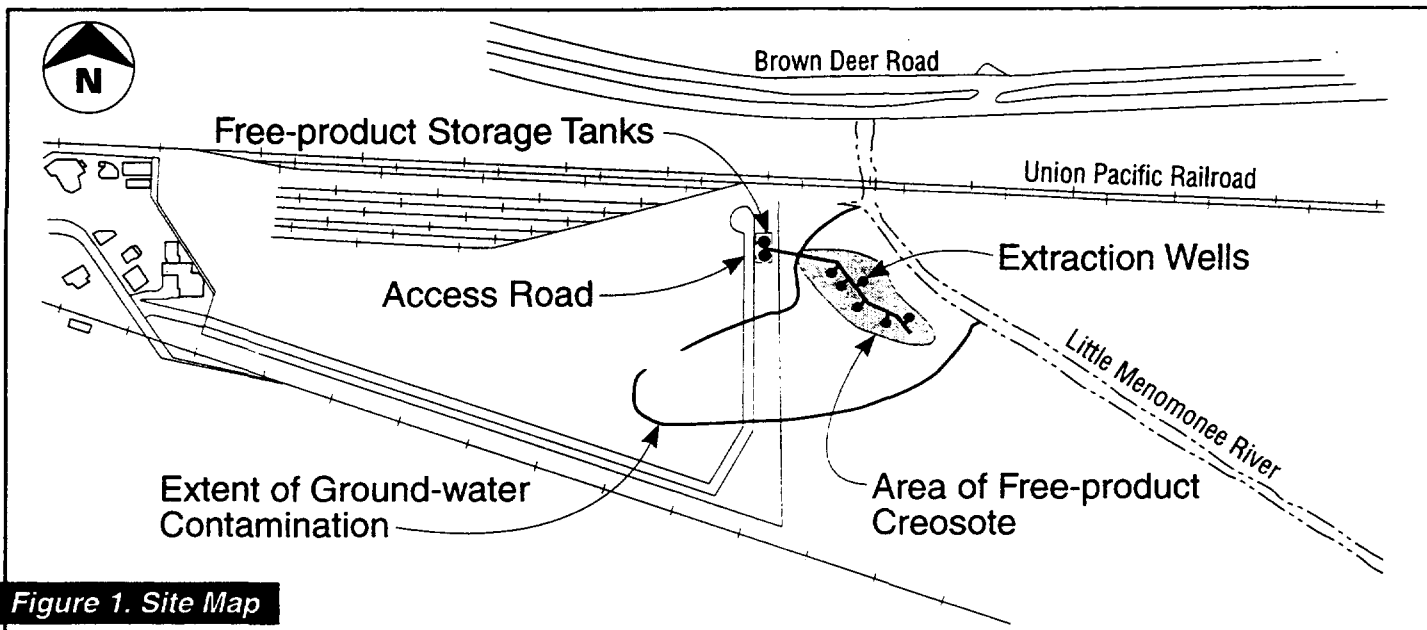 N
Brown Deer Road
Free-product Storage Tanks
Union Pacific Railroad
Extraction Wells
Access Road
Little Menomonee River
Extent of Ground-water
Contamination
Area of Free-product
Creosote
Figure 1. Site Map